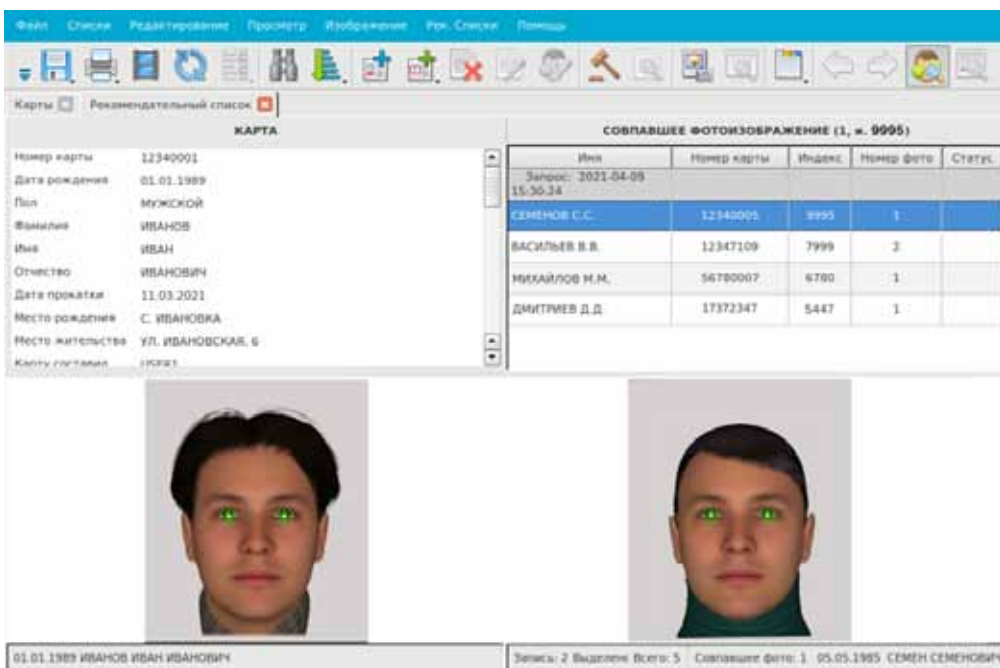 Файл Списки Редактирование Просмотр Изображение Рек. Списки Помощь
Карты Рекомендательный список
КАРТА
Номер карты 12340001
Дата рождения 01.01.1989
Пол МУЖСКОЙ
Фамилия ИВАНОВ
Имя ИВАН
Отчество ИВАНОВИЧ
Дата прокатки 11.03.2021
Место рождения С. ИВАНОВКА
Место жительства УЛ. ИВАНОВСКАЯ, 6
Карту составил USER1
СОВПАВШЕЕ ФОТОИЗОБРАЖЕНИЕ (1, и. 9995)
Имя Номер карты Индекс Номер фото Статус
Запрос: 2021-04-09
15:30:24
СЕМЕНОВ С.С. 12340005 9995 1
ВАСИЛЬЕВ В.В. 12347109 7999 2
МИХАЙЛОВ М.М. 56780007 6780 1
ДМИТРИЕВ Д.Д. 17372347 5447 1
01.01.1989 ИВАНОВ ИВАН ИВАНОВИЧ
Запись: 2 Выделен: Всего: 5 Совпавшее фото: 1 05.05.1985 СЕМЕН СЕМЕНОВИЧ